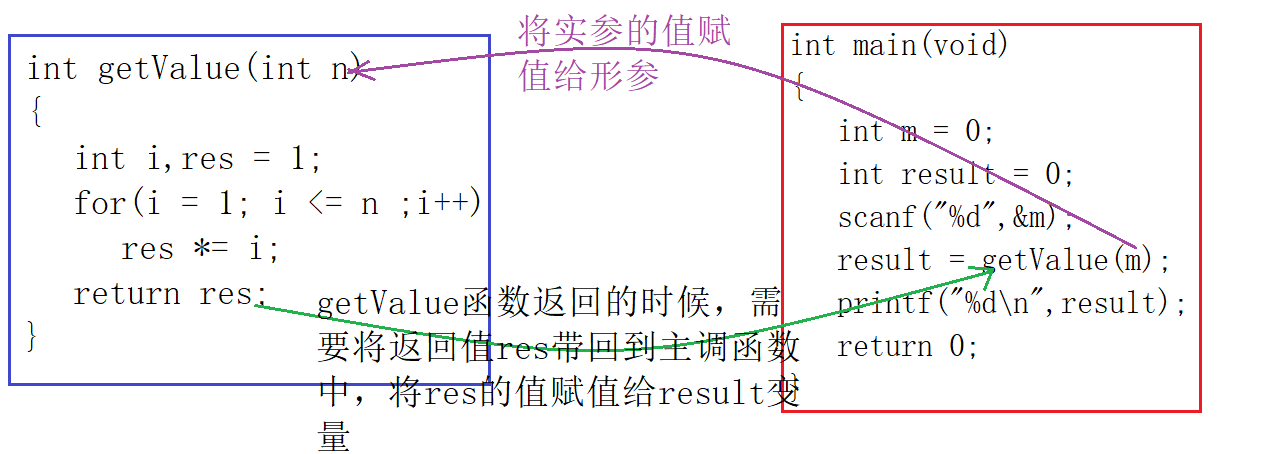 int getValue(int n)
{
int i,res = 1;
for(i = 1; i <= n ;i++)
res *= i;
return res;
}
将实参的值赋
值给形参
getValue函数返回的时候，需
要将返回值res带回到主调函数
中，将res的值赋值给result变
量
int main(void)
{
int m = 0;
int result = 0;
scanf("%d",&m);
result = getValue(m);
printf("%d\n",result);
return 0;
}